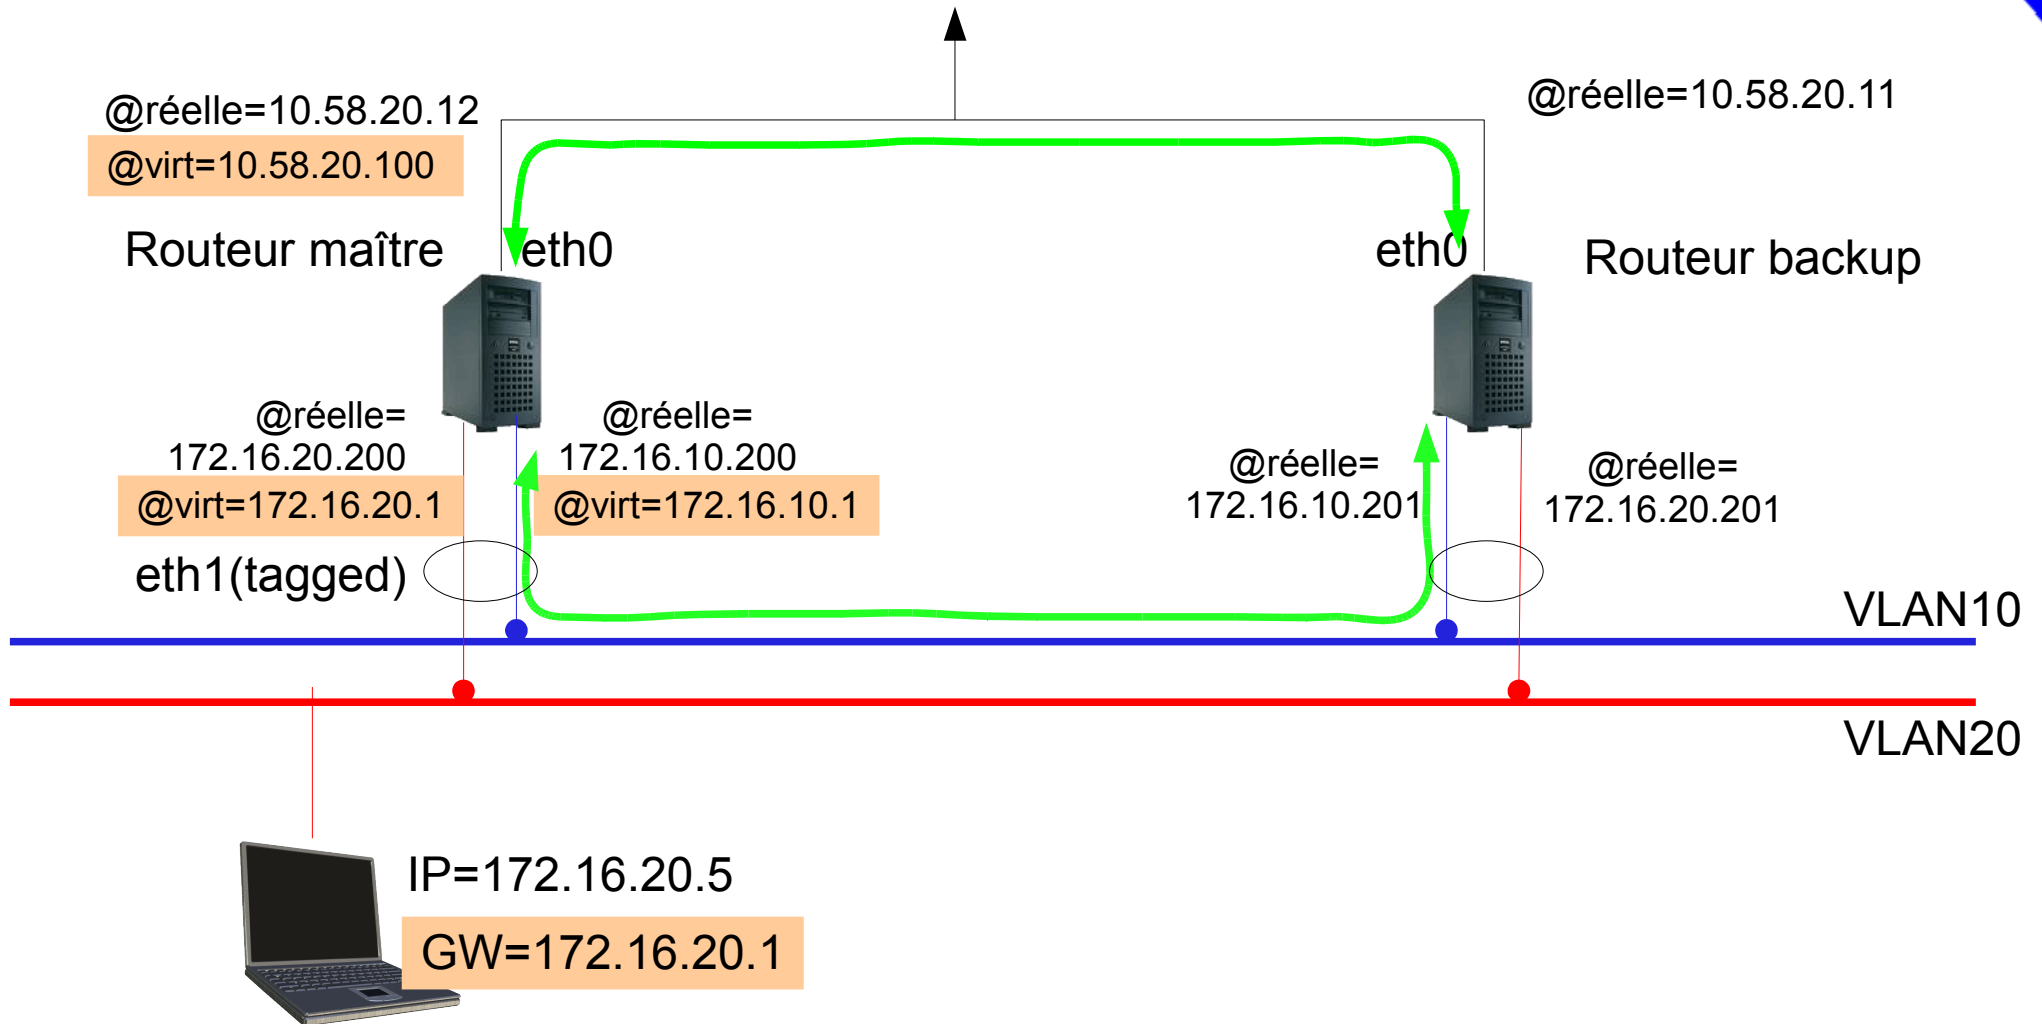 @réelle=10.58.20.12
@virt=10.58.20.100
@réelle=10.58.20.11
Routeur maître
eth0
eth0
Routeur backup
@réelle=
172.16.20.200
@virt=172.16.20.1
@réelle=
172.16.10.200
@virt=172.16.10.1
@réelle=
172.16.10.201
@réelle=
172.16.20.201
eth1(tagged)
VLAN10
VLAN20
IP=172.16.20.5
GW=172.16.20.1